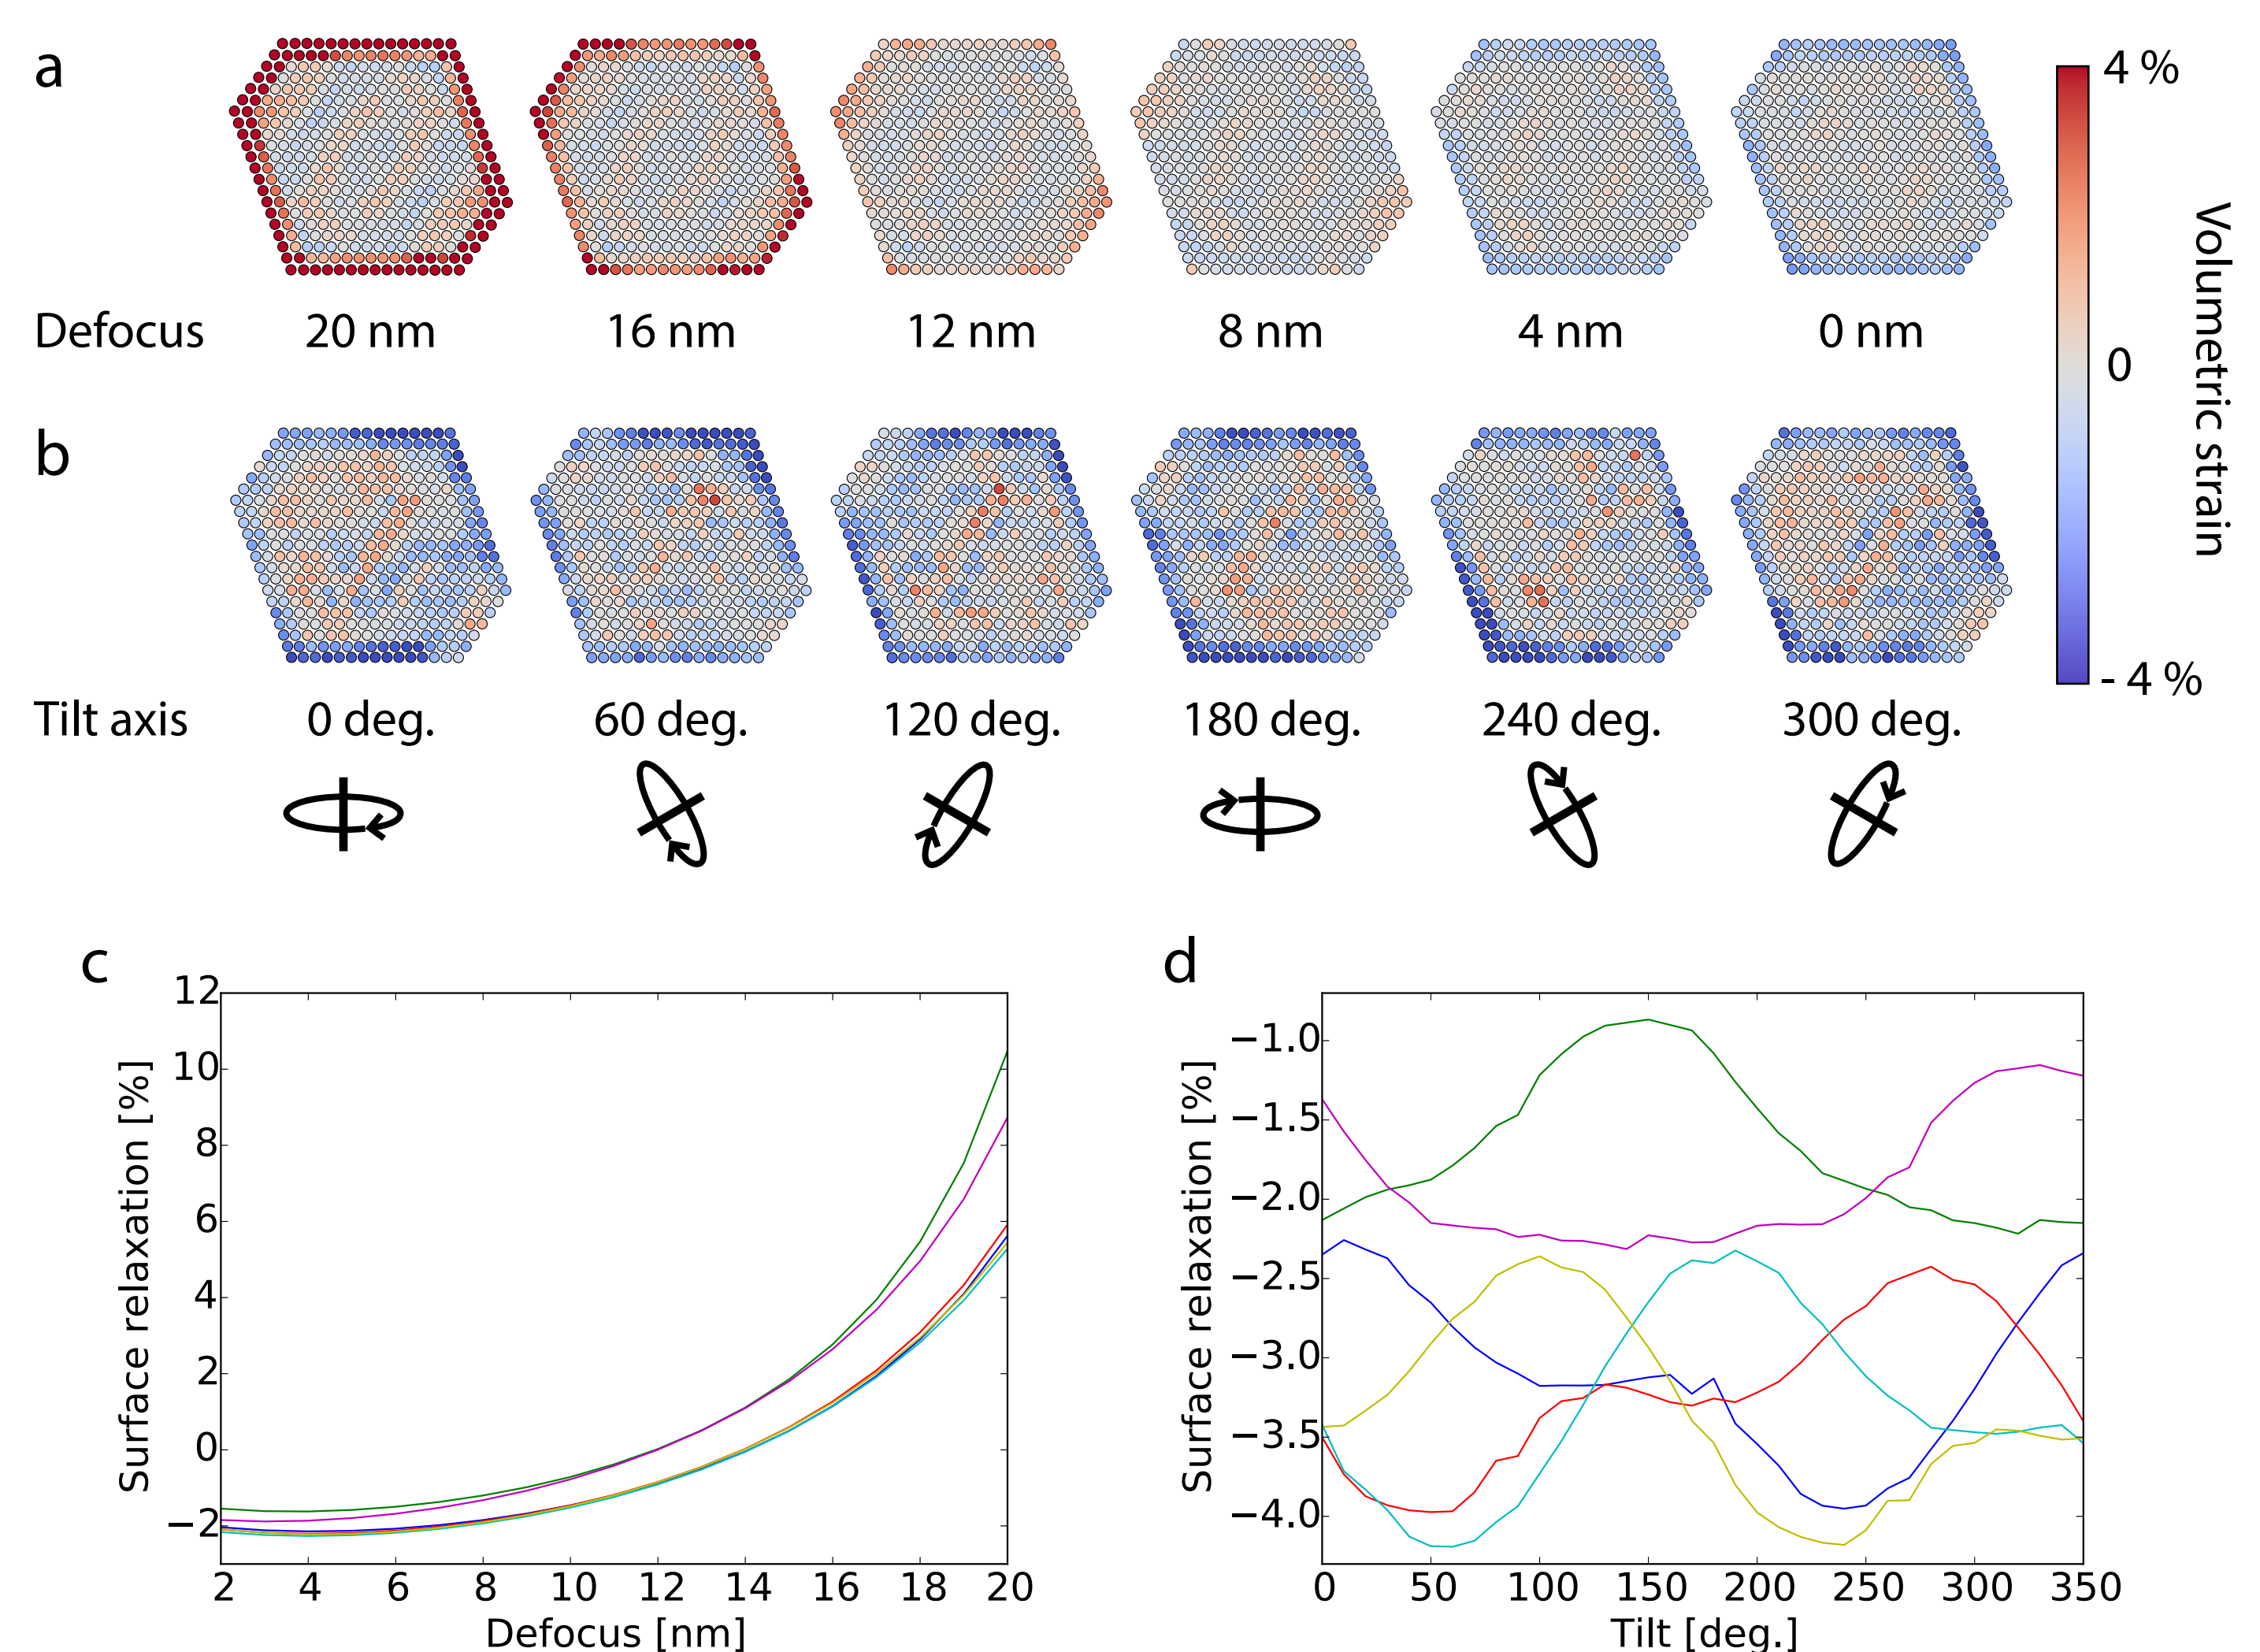 a
4 %
0
- 4 %
Volumetric strain
Defocus 20 nm 16 nm 12 nm 8 nm 4 nm 0 nm
b
Tilt axis 0 deg. 60 deg. 120 deg. 180 deg. 240 deg. 300 deg.
c
12
10
8
6
4
2
0
−2
Surface relaxation [%]
2 4 6 8 10 12 14 16 18 20
Defocus [nm]
d
−1.0
−1.5
−2.0
−2.5
−3.0
−3.5
−4.0
Surface relaxation [%]
0 50 100 150 200 250 300 350
Tilt [deg.]